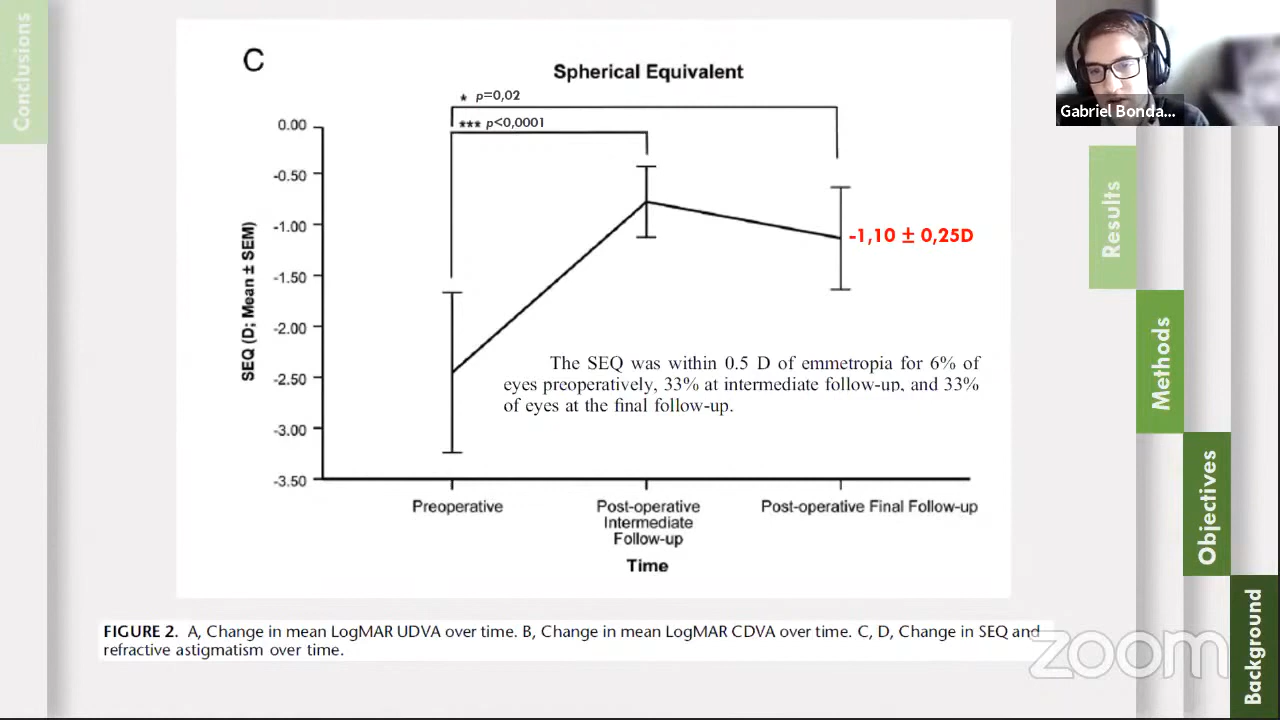 Conclusions
C
Spherical Equivalent
* p=0,02
*** p<0,0001
0.00
-0.50
-1.00
-1.50
-2.00
-2.50
-3.00
-3.50
SEQ (D; Mean ± SEM)
-1,10 ± 0,25D
The SEQ was within 0.5 D of emmetropia for 6% of
eyes preoperatively, 33% at intermediate follow-up, and 33%
of eyes at the final follow-up.
Preoperative
Post-operative
Intermediate
Follow-up
Post-operative Final Follow-up
Time
FIGURE 2. A, Change in mean LogMAR UDVA over time. B, Change in mean LogMAR CDVA over time. C, D, Change in SEQ and
refractive astigmatism over time.
Gabriel Bonda...
Results
Methods
Objectives
Background
zoom